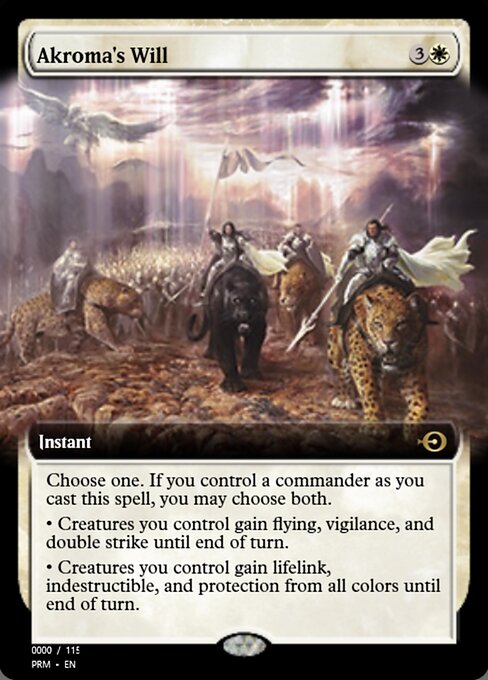 Akroma's Will
3
Instant
Choose one. If you control a commander as you
cast this spell, you may choose both.
• Creatures you control gain flying, vigilance, and
double strike until end of turn.
• Creatures you control gain lifelink,
indestructible, and protection from all colors until
end of turn.
0000 / 115
PRM • EN